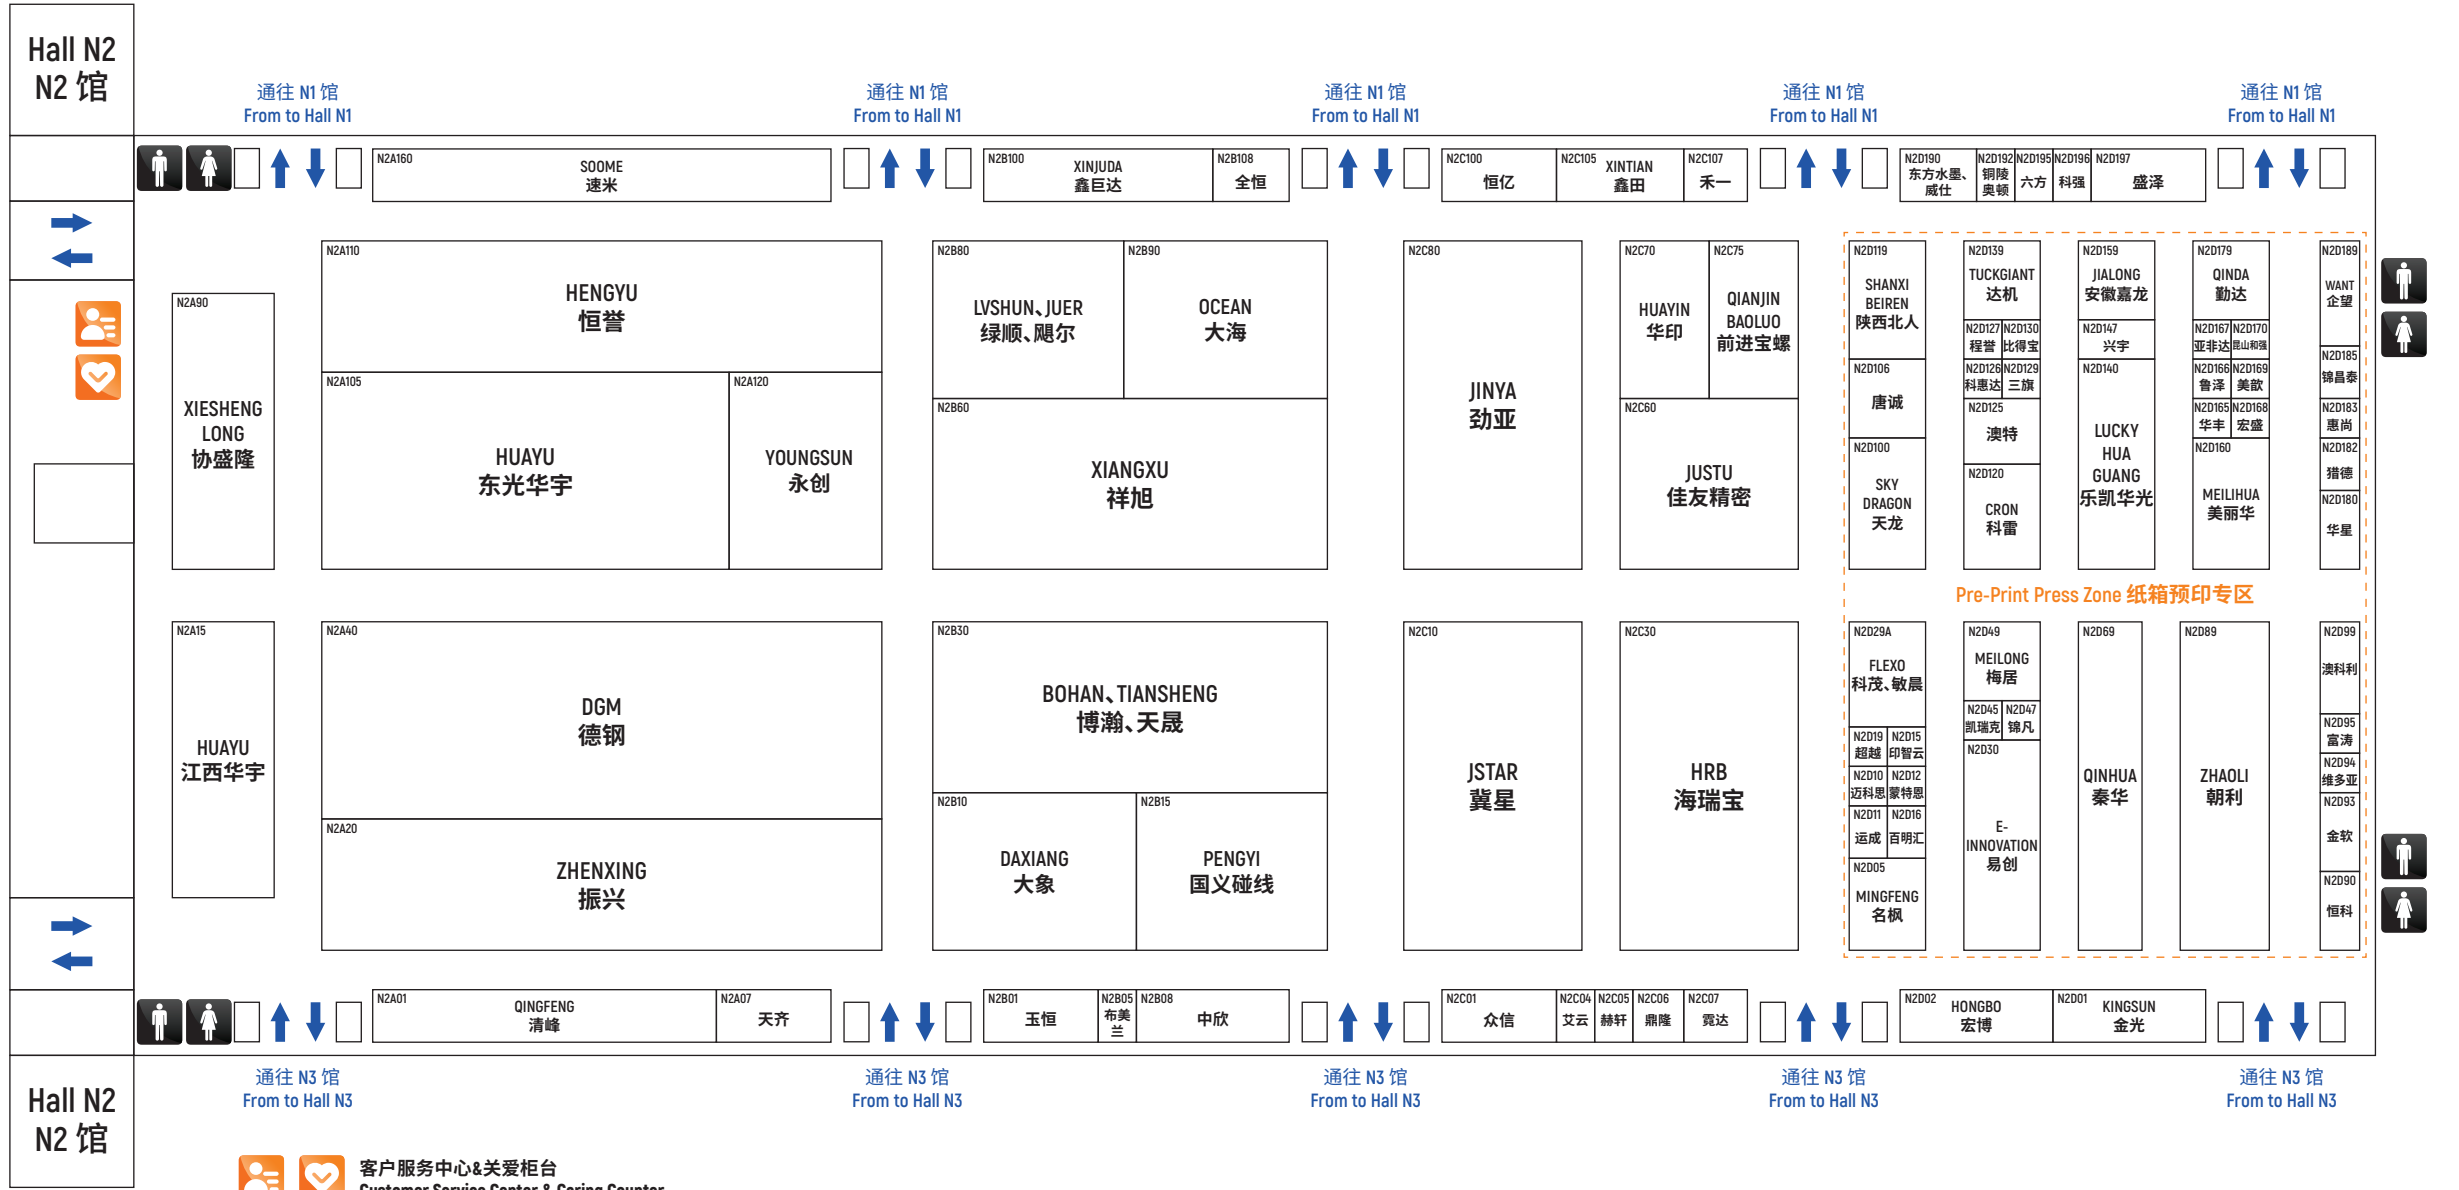 Hall N2
N2 馆
通往 N1 馆
From to Hall N1
通往 N1 馆
From to Hall N1
通往 N1 馆
From to Hall N1
通往 N1 馆
From to Hall N1
通往 N1 馆
From to Hall N1
N2A160
SOOME
速米
N2B100
XINJUDA
鑫巨达
N2B108
全恒
N2C100
恒亿
N2C105
XINTIAN
鑫田
N2C107
禾一
N2D190
东方水墨、
威仕
N2D192
铜陵
奥顿
N2D195
六方
N2D196
科强
N2D197
盛泽
N2A90
XIESHENG
LONG
协盛隆
N2A110
HENGYU
恒誉
N2A105
HUAYU
东光华宇
N2A120
YOUNGSUN
永创
N2B80
LVSHUN、JUER
绿顺、飓尔
N2B90
OCEAN
大海
N2B60
XIANGXU
祥旭
N2C80
JINYA
劲亚
N2C70
HUAYIN
华印
N2C75
QIANJIN
BAOLUO
前进宝螺
N2C60
JUSTU
佳友精密
N2D119
SHANXI
BEIREN
陕西北人
N2D106
唐诚
N2D100
SKY
DRAGON
天龙
N2D139
TUCKGIANT
达机
N2D127
程誉
N2D130
比得宝
N2D126
科惠达
N2D129
三旗
N2D125
澳特
N2D120
CRON
科雷
N2D159
JIALONG
安徽嘉龙
N2D147
兴宇
N2D140
LUCKY
HUA
GUANG
乐凯华光
N2D179
QINDA
勤达
N2D167
亚非达
N2D170
昆山和强
N2D166
鲁泽
N2D169
美歆
N2D165
华丰
N2D168
宏盛
N2D160
MEILIHUA
美丽华
N2D189
WANT
企望
N2D185
锦昌泰
N2D183
惠尚
N2D182
猎德
N2D180
华星
Pre-Print Press Zone 纸箱预印专区
N2A15
HUAYU
江西华宇
N2A40
DGM
德钢
N2A20
ZHENXING
振兴
N2B30
BOHAN、TIANSHENG
博瀚、天晟
N2B10
DAXIANG
大象
N2B15
PENGYI
国义碰线
N2C10
JSTAR
冀星
N2C30
HRB
海瑞宝
N2D29A
FLEXO
科茂、敏晨
N2D19
超越
N2D15
印智云
N2D10
迈科思
N2D12
蒙特恩
N2D11
运成
N2D16
百明汇
N2D05
MINGFENG
名枫
N2D49
MEILONG
梅居
N2D45
凯瑞克
N2D47
锦凡
N2D30
E-
INNOVATION
易创
N2D69
QINHUA
秦华
N2D89
ZHAOLI
朝利
N2D99
澳科利
N2D95
富涛
N2D94
维多亚
N2D93
金软
N2D90
恒科
N2A01
QINGFENG
清峰
N2A07
天齐
N2B01
玉恒
N2B05
布美
兰
N2B08
中欣
N2C01
众信
N2C04
艾云
N2C05
赫轩
N2C06
鼎隆
N2C07
霓达
N2D02
HONGBO
宏博
N2D01
KINGSUN
金光
通往 N3 馆
From to Hall N3
通往 N3 馆
From to Hall N3
通往 N3 馆
From to Hall N3
通往 N3 馆
From to Hall N3
通往 N3 馆
From to Hall N3
Hall N2
N2 馆
客户服务中心&关爱柜台
Customer Service Center & Caring Counter